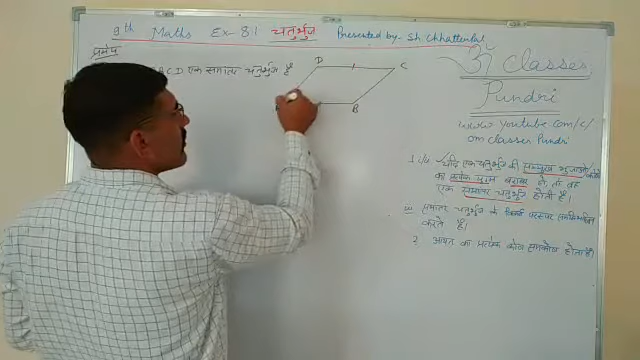 9th Maths Ex-8.1 चतुर्भुज Presented by- Sh. Chhatterpal
प्रमेय
ABCD एक समान्तर चतुर्भुज है
D
C
B
ॐ Classes
Pundri
www.youtube.com/c/
om classes Pundri
यदि एक चतुर्भुज की सम्मुख भुजाओं
का प्रत्येक युग्म बराबर हो, तो वह
एक समान्तर चतुर्भुज होती है।
समान्तर चतुर्भुज के विकर्ण परस्पर समद्विभाजित
करते हैं।
2. आयत का प्रत्येक कोण समकोण होता है।